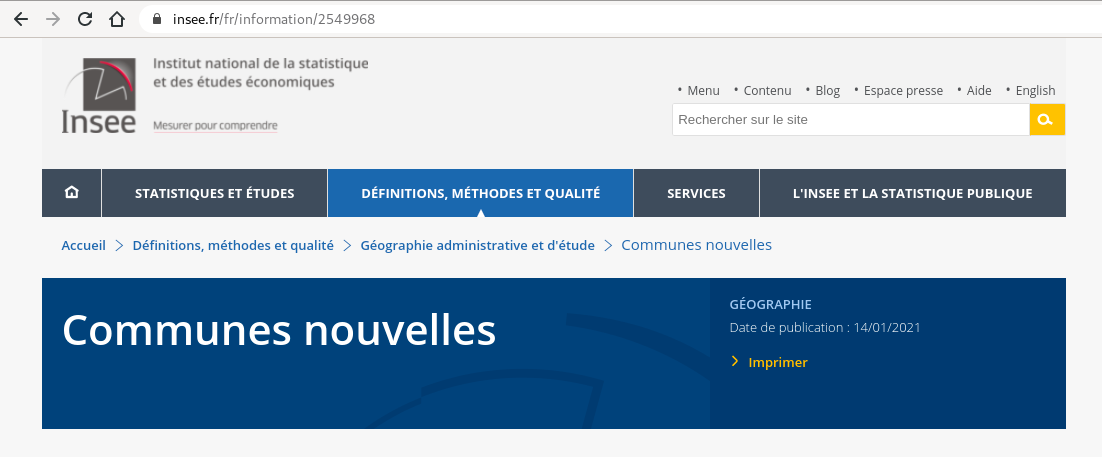 insee.fr/fr/information/2549968
Institut national de la statistique
et des études économiques
Insee
Mesurer pour comprendre
• Menu • Contenu • Blog • Espace presse • Aide • English
Rechercher sur le site
STATISTIQUES ET ÉTUDES DÉFINITIONS, MÉTHODES ET QUALITÉ SERVICES L'INSEE ET LA STATISTIQUE PUBLIQUE
Accueil > Définitions, méthodes et qualité > Géographie administrative et d'étude > Communes nouvelles
Communes nouvelles
GÉOGRAPHIE
Date de publication : 14/01/2021
> Imprimer